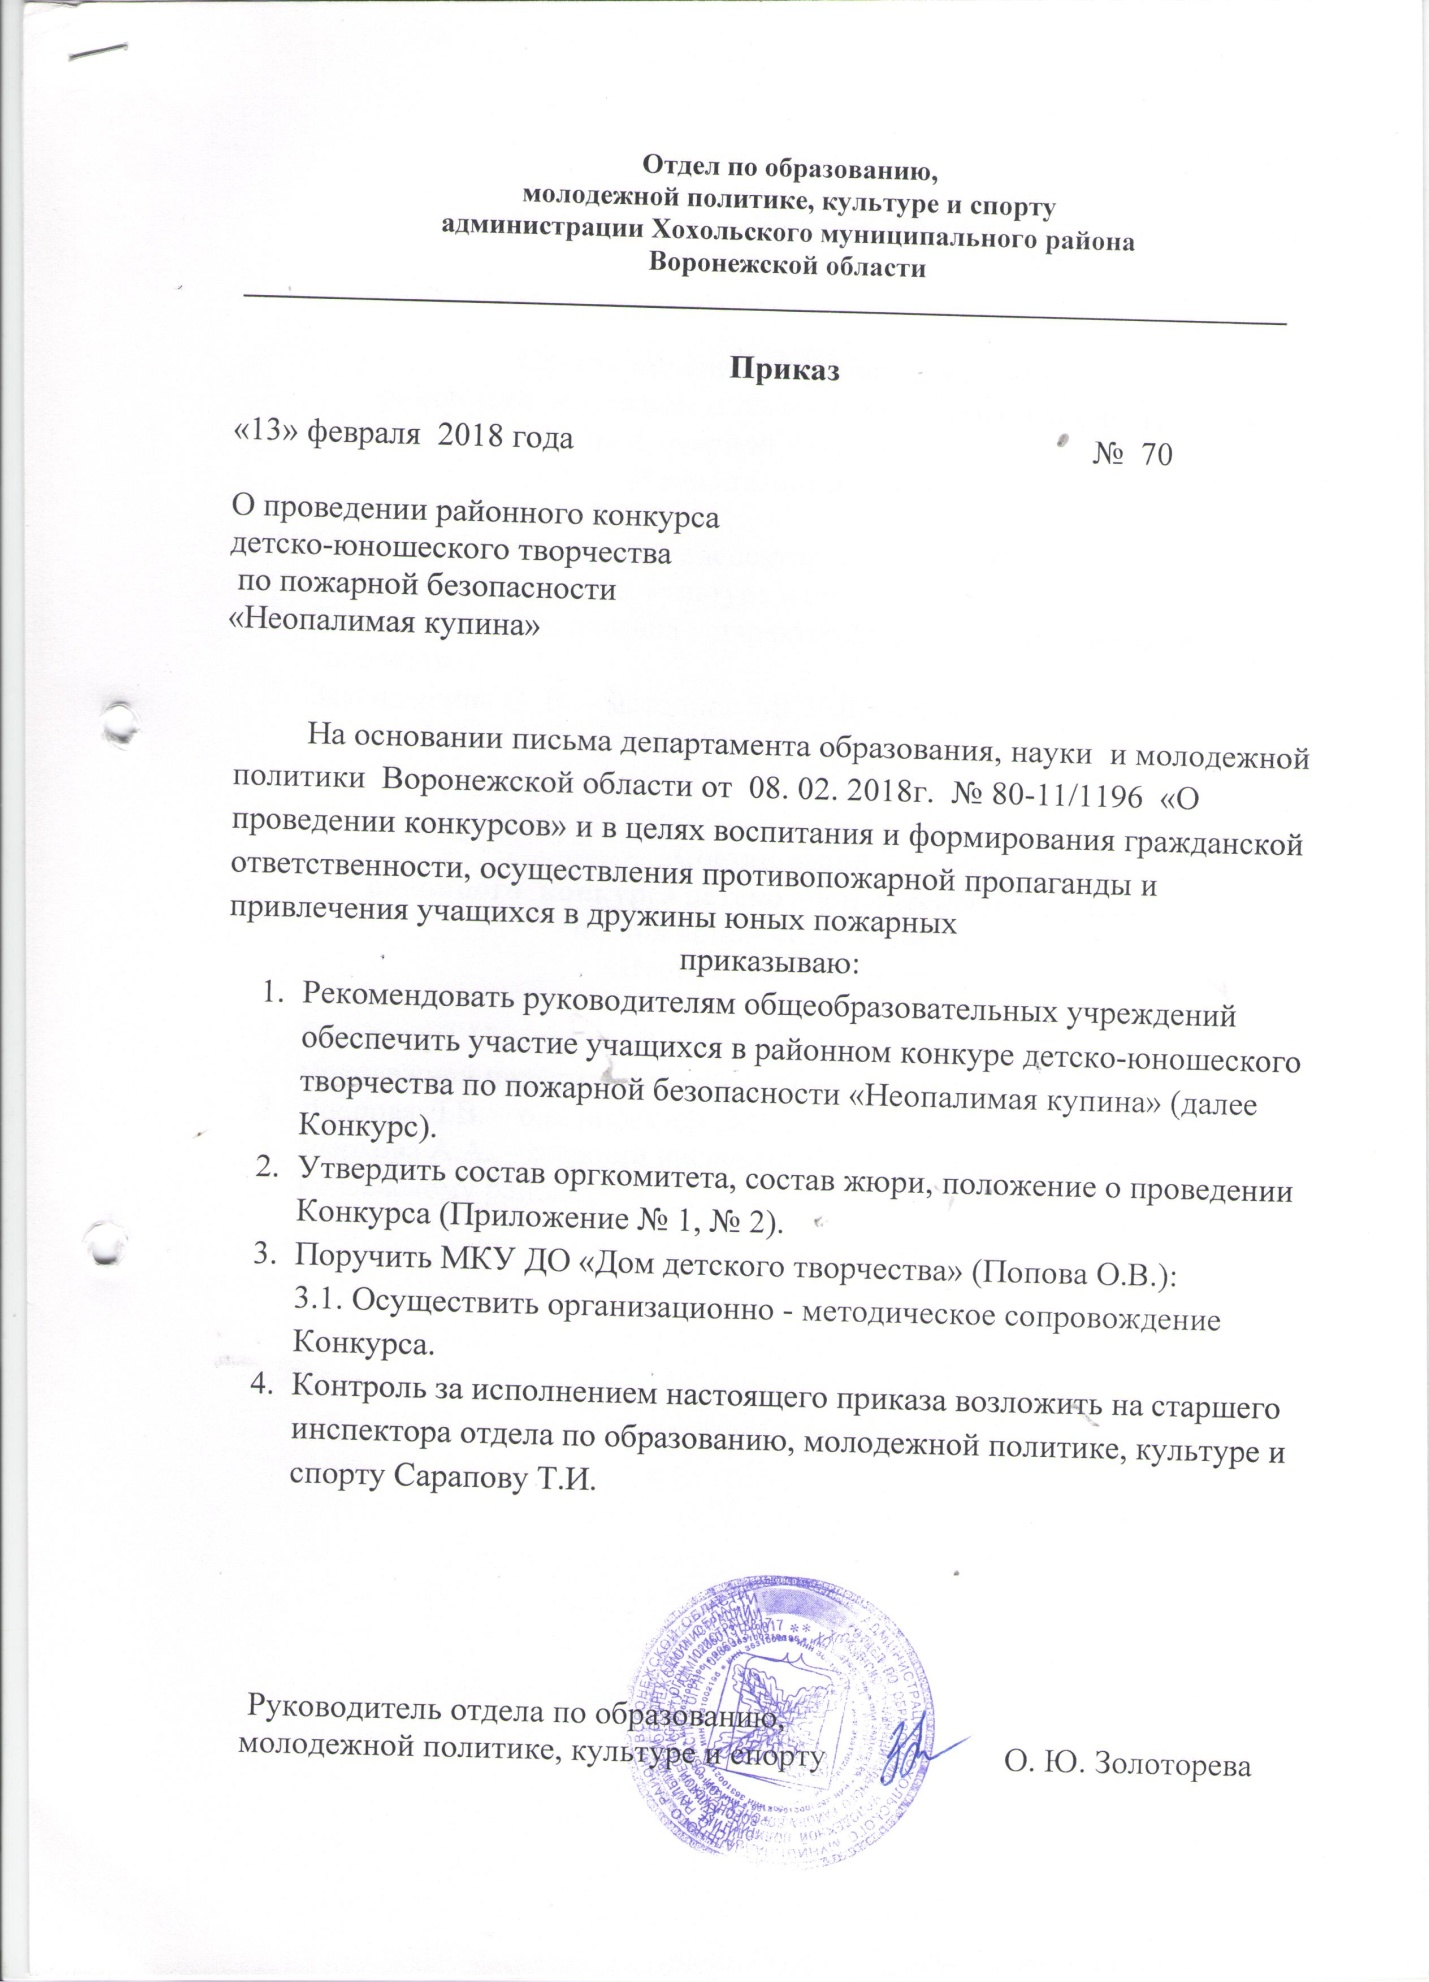 Отдел по образованию,
молодежной политике, культуре и спорту
администрации Хохольского муниципального района
Воронежской области
Приказ
«13» февраля  2018 года
№  70
О проведении районного конкурса
детско-юношеского творчества
по пожарной безопасности
«Неопалимая купина»
На основании письма департамента образования, науки  и молодежной
политики  Воронежской области от  08. 02. 2018г.  № 80-11/1196  «О
проведении конкурсов» и в целях воспитания и формирования гражданской
ответственности, осуществления противопожарной пропаганды и
привлечения учащихся в дружины юных пожарных
приказываю:
1. Рекомендовать руководителям общеобразовательных учреждений
обеспечить участие учащихся в районном конкуре детско-юношеского
творчества по пожарной безопасности «Неопалимая купина» (далее
Конкурс).
2. Утвердить состав оргкомитета, состав жюри, положение о проведении
Конкурса (Приложение № 1, № 2).
3. Поручить МКУ ДО «Дом детского творчества» (Попова О.В.):
3.1. Осуществить организационно - методическое сопровождение
Конкурса.
4. Контроль за исполнением настоящего приказа возложить на старшего
инспектора отдела по образованию, молодежной политике, культуре и
спорту Сарапову Т.И.
Руководитель отдела по образованию,
молодежной политике, культуре и спорту
О. Ю. Золоторева